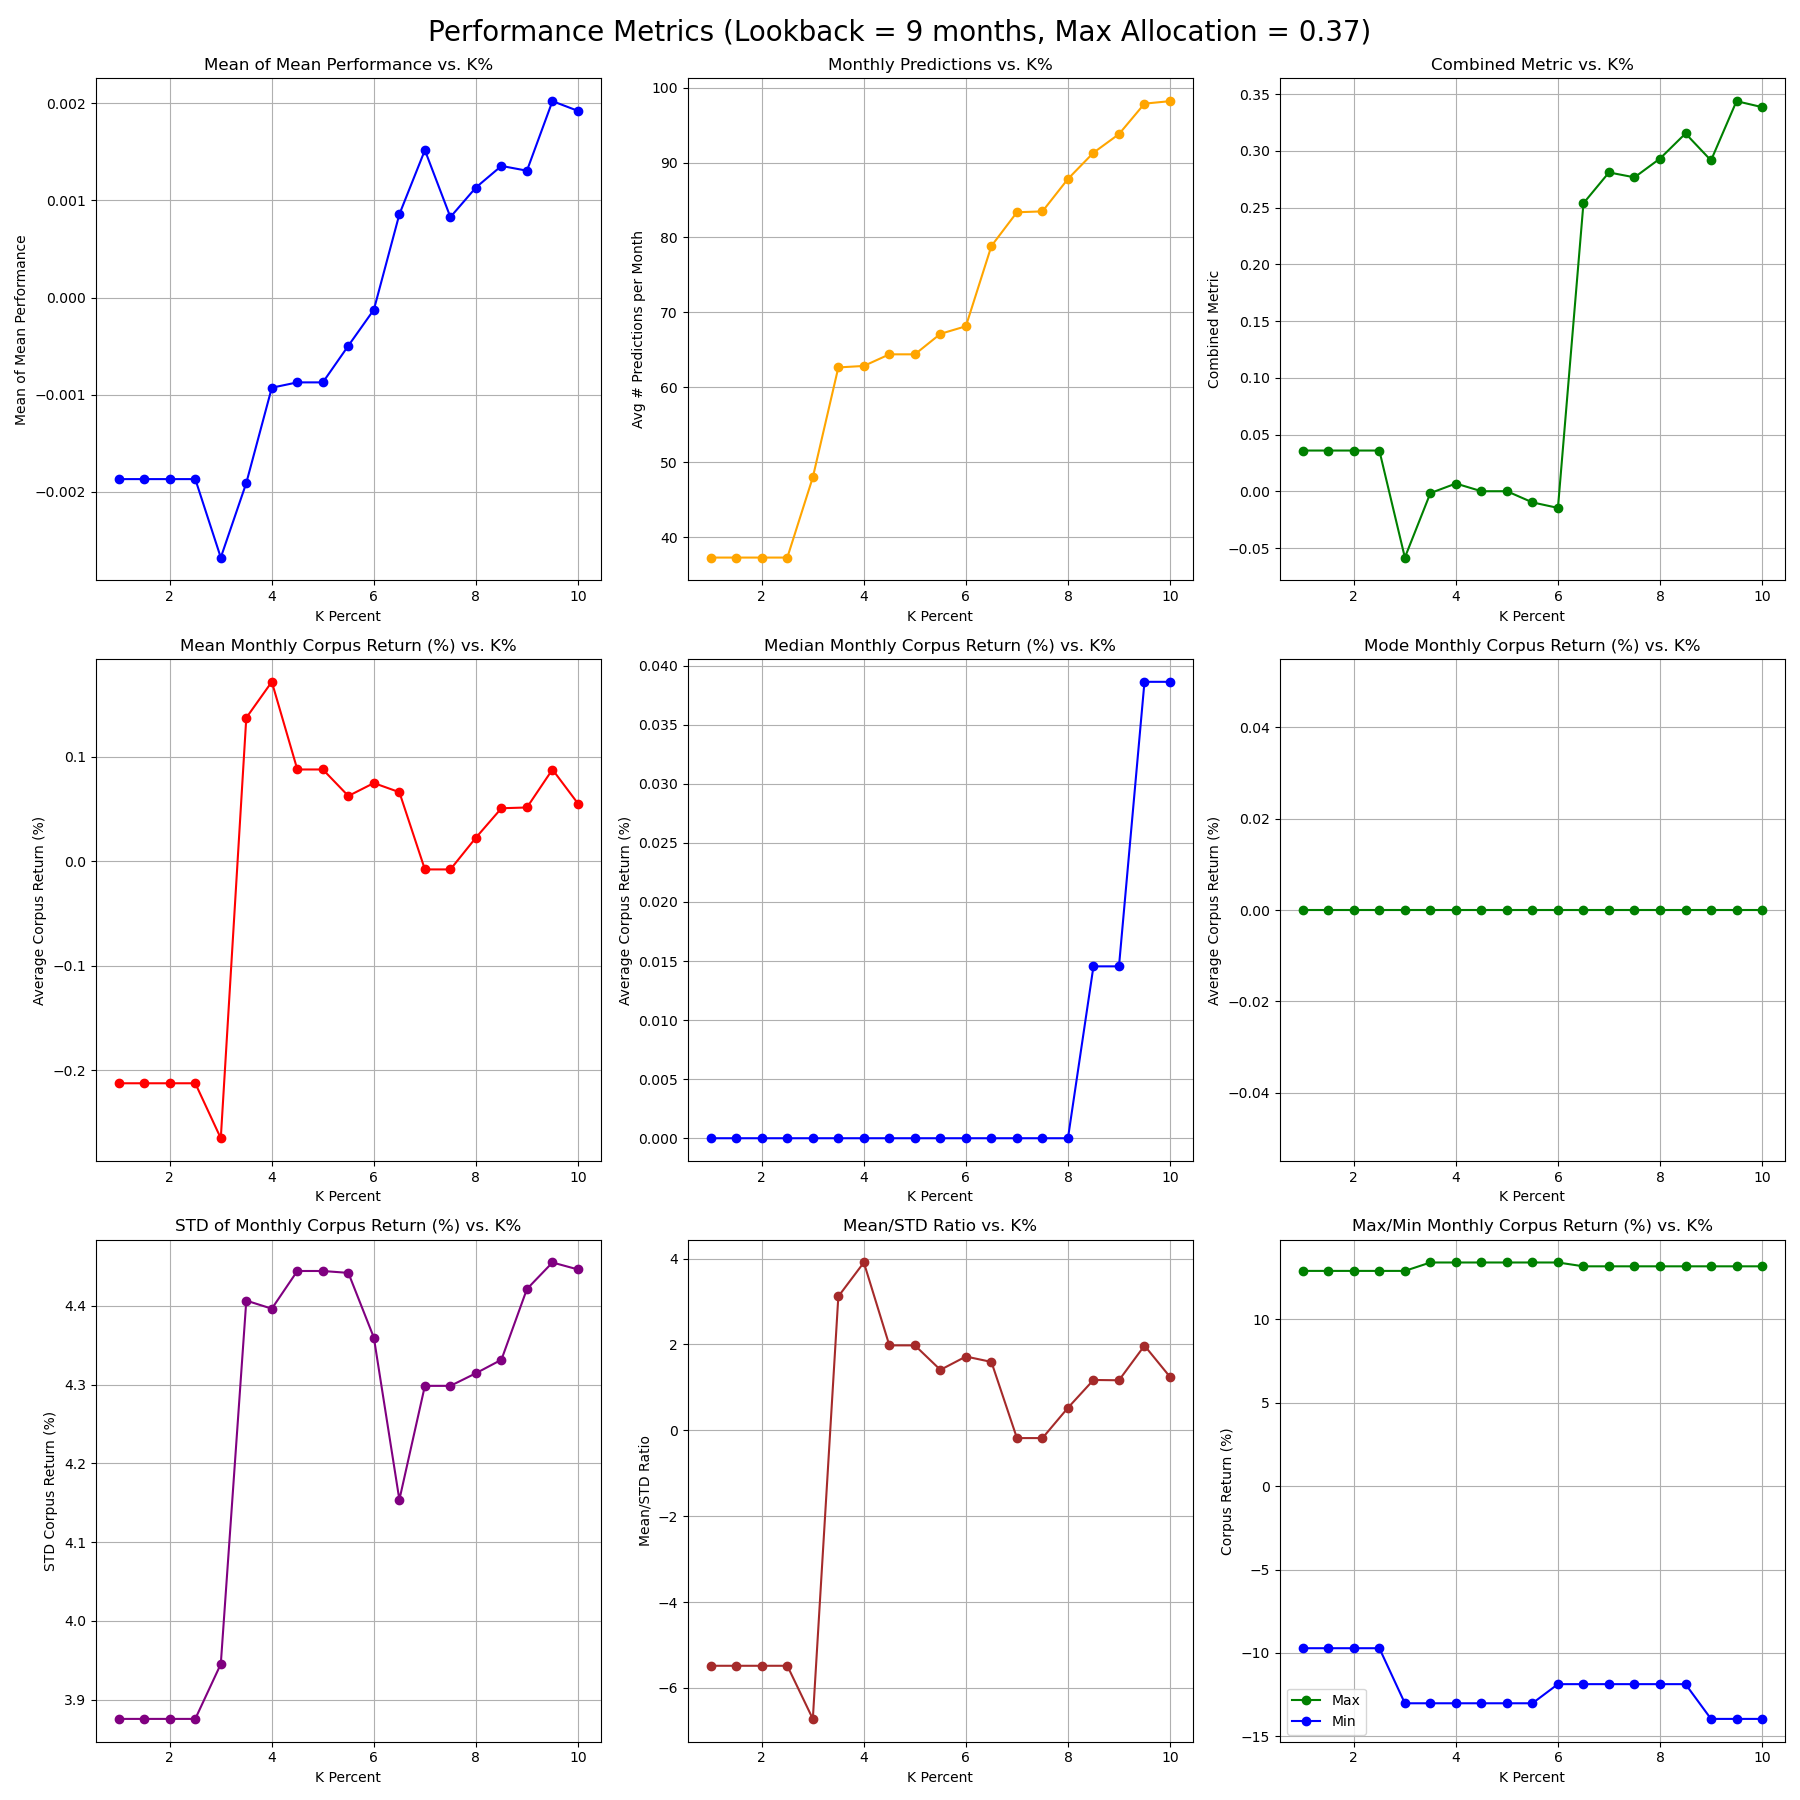 Performance Metrics (Lookback = 9 months, Max Allocation = 0.37)
Mean of Mean Performance vs. K%
Mean of Mean Performance
0.002
0.001
0.000
−0.001
−0.002
2 4 6 8 10
K Percent
Monthly Predictions vs. K%
Avg # Predictions per Month
100
90
80
70
60
50
40
2 4 6 8 10
K Percent
Combined Metric vs. K%
Combined Metric
0.35
0.30
0.25
0.20
0.15
0.10
0.05
0.00
−0.05
2 4 6 8 10
K Percent
Mean Monthly Corpus Return (%) vs. K%
Average Corpus Return (%)
0.1
0.0
−0.1
−0.2
2 4 6 8 10
K Percent
Median Monthly Corpus Return (%) vs. K%
Average Corpus Return (%)
0.040
0.035
0.030
0.025
0.020
0.015
0.010
0.005
0.000
2 4 6 8 10
K Percent
Mode Monthly Corpus Return (%) vs. K%
Average Corpus Return (%)
0.04
0.02
0.00
−0.02
−0.04
2 4 6 8 10
K Percent
STD of Monthly Corpus Return (%) vs. K%
STD Corpus Return (%)
4.4
4.3
4.2
4.1
4.0
3.9
2 4 6 8 10
K Percent
Mean/STD Ratio vs. K%
Mean/STD Ratio
4
2
0
−2
−4
−6
2 4 6 8 10
K Percent
Max/Min Monthly Corpus Return (%) vs. K%
Corpus Return (%)
10
5
0
−5
−10
−15
Max
Min
2 4 6 8 10
K Percent